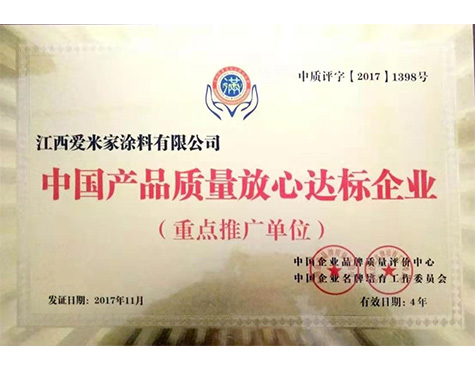 中质评字【2017】1398号
江西爱米家涂料有限公司
中国产品质量放心达标企业
（重点推广单位）
中国企业品牌质量评价中心
中国企业名牌培育工作委员会
发证日期：2017年11月
有效日期：4年